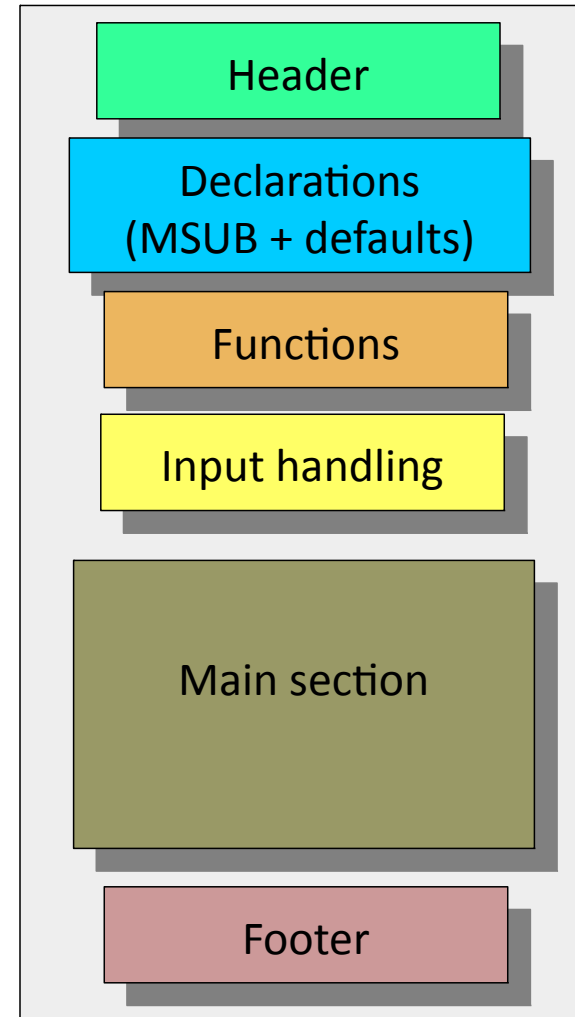 Header
Declarations
(MSUB + defaults)
Functions
Input handling
Main section
Footer